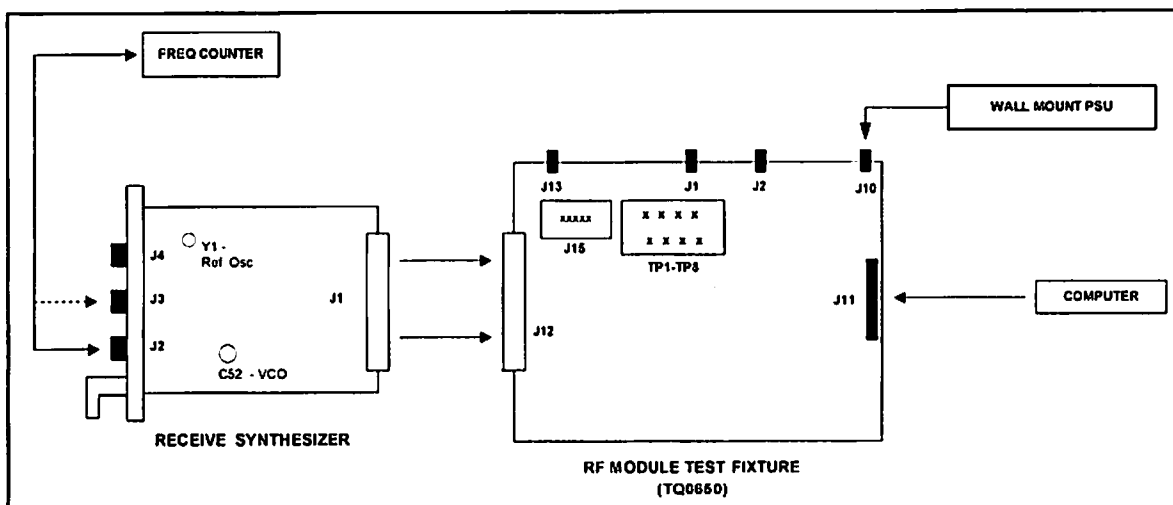 FREQ COUNTER
WALL MOUNT PSU
J13
J1
J2
J10
xxxxx
J15
x x x x
x x x x
TP1-TP8
J4
Y1 -
Ref Osc
J3
J1
J2
C52 - VCO
J12
J11
COMPUTER
RECEIVE SYNTHESIZER
RF MODULE TEST FIXTURE
(TQ0650)